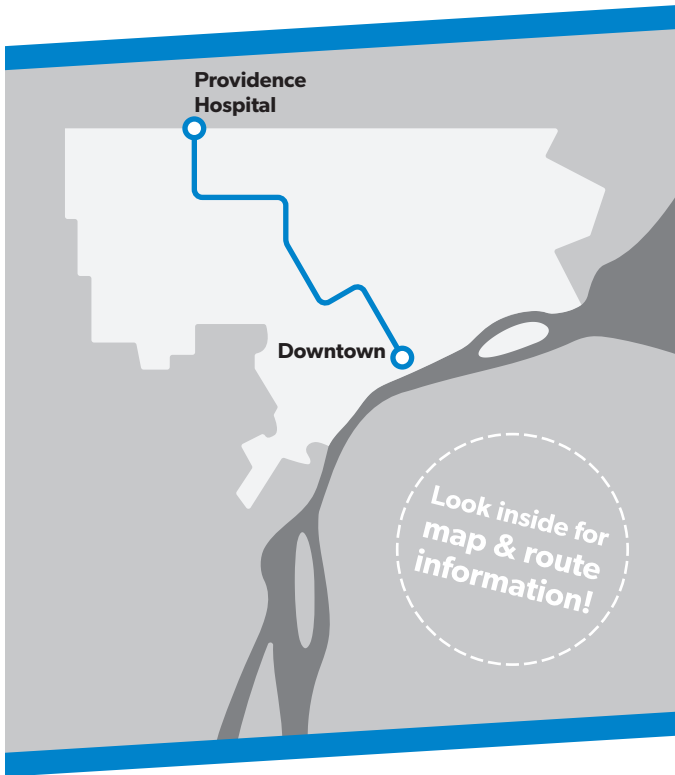 Providence
Hospital
Downtown
Look inside for
map & route
information!